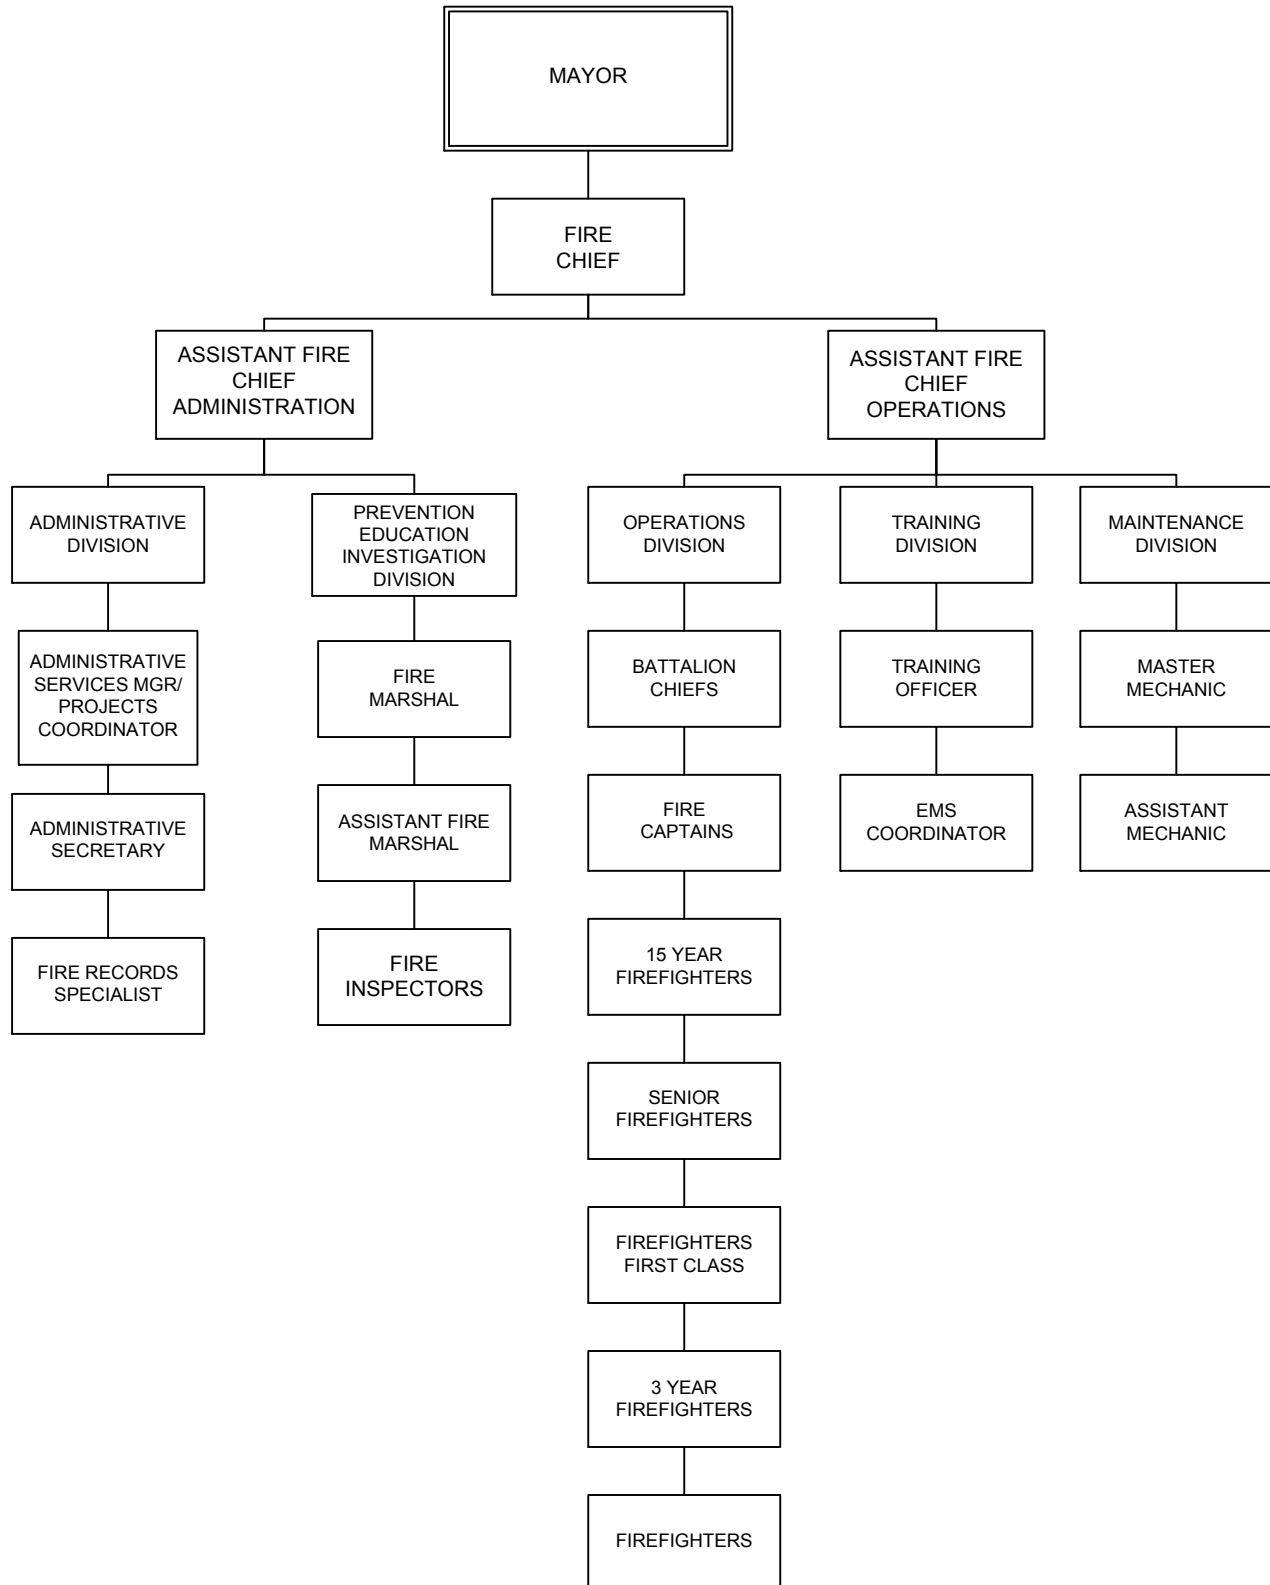 MAYOR
FIRE
CHIEF
ASSISTANT FIRE
CHIEF
ADMINISTRATION
ASSISTANT FIRE
CHIEF
OPERATIONS
ADMINISTRATIVE
DIVISION
PREVENTION
EDUCATION
INVESTIGATION
DIVISION
OPERATIONS
DIVISION
TRAINING
DIVISION
MAINTENANCE
DIVISION
ADMINISTRATIVE
SERVICES MGR/
PROJECTS
COORDINATOR
FIRE
MARSHAL
BATTALION
CHIEFS
TRAINING
OFFICER
MASTER
MECHANIC
ADMINISTRATIVE
SECRETARY
ASSISTANT FIRE
MARSHAL
FIRE
CAPTAINS
EMS
COORDINATOR
ASSISTANT
MECHANIC
FIRE RECORDS
SPECIALIST
FIRE
INSPECTORS
15 YEAR
FIREFIGHTERS
SENIOR
FIREFIGHTERS
FIREFIGHTERS
FIRST CLASS
3 YEAR
FIREFIGHTERS
FIREFIGHTERS